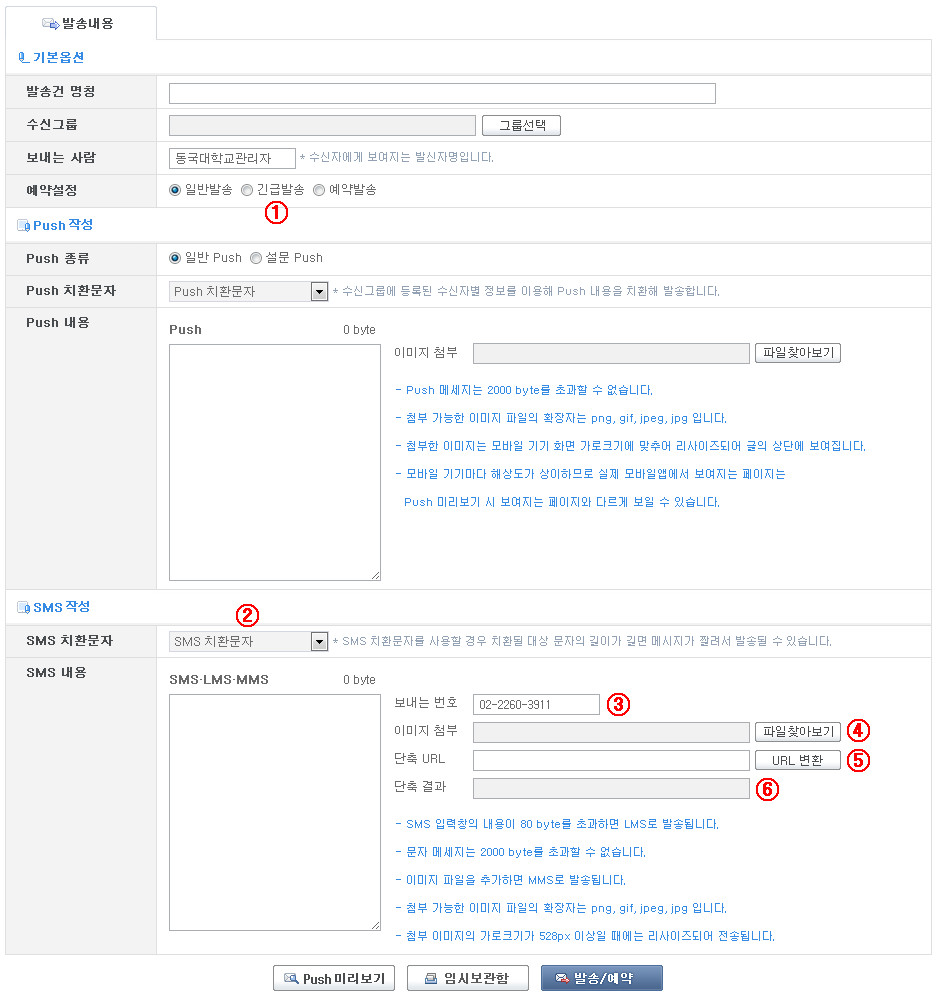 발송내용
기본옵션
발송건 명칭
수신그룹 그룹선택
보내는 사람 동국대학교관리자 * 수신자에게 보여지는 발신자명입니다.
예약설정 일반발송 긴급발송 예약발송
①
Push 작성
Push 종류 일반 Push 설문 Push
Push 치환문자 Push 치환문자 * 수신그룹에 등록된 수신자별 정보를 이용해 Push 내용을 치환해 발송합니다.
Push 내용
Push 0 byte
이미지 첨부 파일찾아보기
- Push 메세지는 2000 byte를 초과할 수 없습니다.
- 첨부 가능한 이미지 파일의 확장자는 png, gif, jpeg, jpg 입니다.
- 첨부한 이미지는 모바일 기기 화면 가로크기에 맞추어 리사이즈되어 글의 상단에 보여집니다.
- 모바일 기기마다 해상도가 상이하므로 실제 모바일앱에서 보여지는 페이지는
Push 미리보기 시 보여지는 페이지와 다르게 보일 수 있습니다.
SMS 작성
②
SMS 치환문자 SMS 치환문자 * SMS 치환문자를 사용할 경우 치환될 대상 문자의 길이가 길면 메시지가 짤려서 발송될 수 있습니다.
SMS 내용
SMS·LMS·MMS 0 byte
보내는 번호 02-2260-3911 ③
이미지 첨부 파일찾아보기 ④
단축 URL URL 변환 ⑤
단축 결과 ⑥
- SMS 입력창의 내용이 80 byte를 초과하면 LMS로 발송됩니다.
- 문자 메세지는 2000 byte를 초과할 수 없습니다.
- 이미지 파일을 추가하면 MMS로 발송됩니다.
- 첨부 가능한 이미지 파일의 확장자는 png, gif, jpeg, jpg 입니다.
- 첨부 이미지의 가로크기가 528px 이상일 때에는 리사이즈되어 전송됩니다.
Push 미리보기 임시보관함 발송/예약